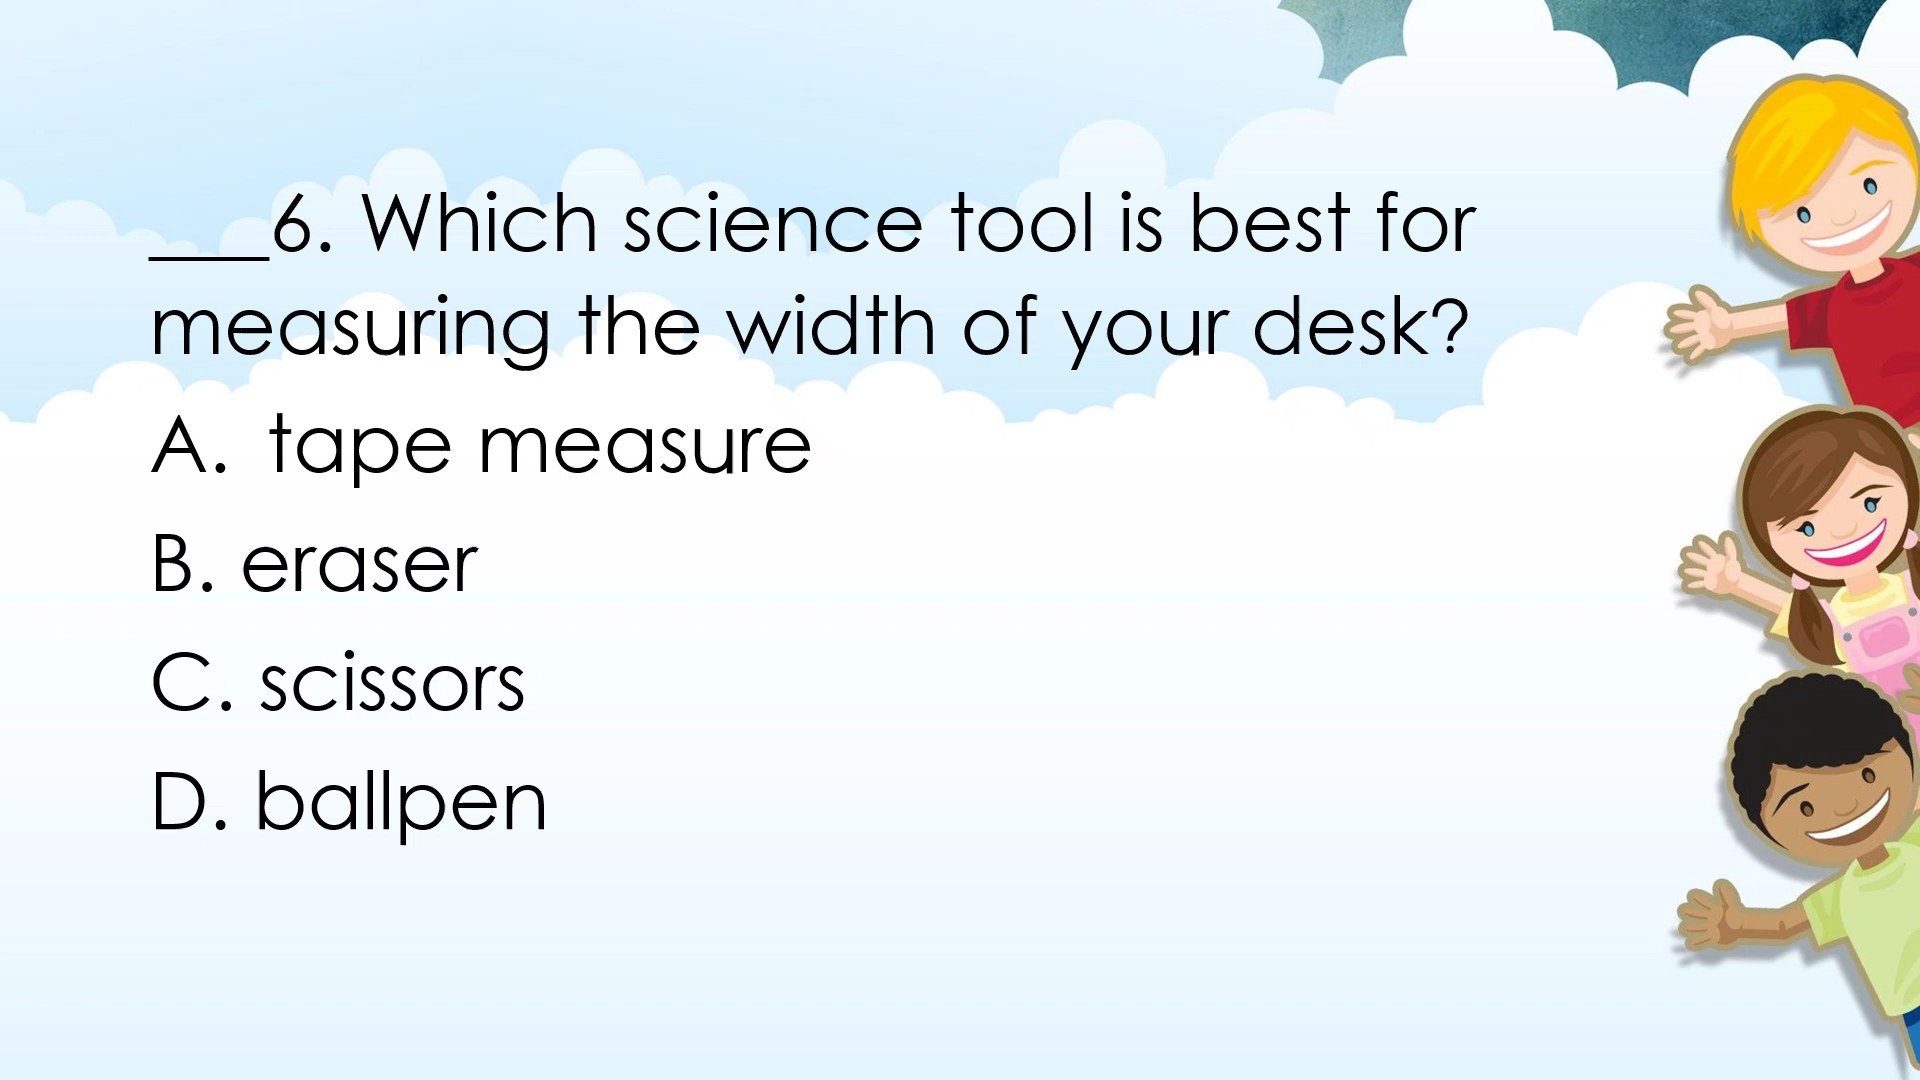 ___6. Which science tool is best for
measuring the width of your desk?
A. tape measure
B. eraser
C. scissors
D. ballpen